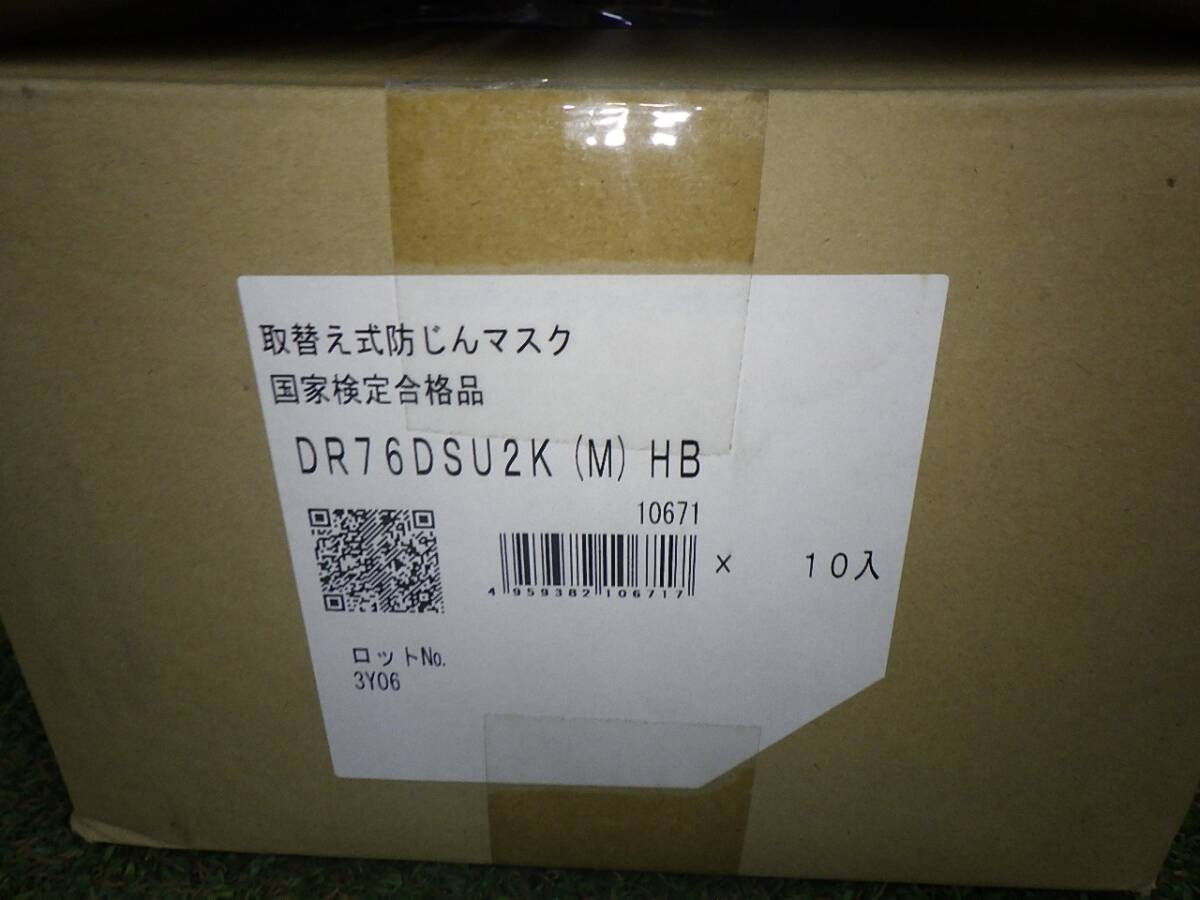 取替え式防じんマスク
国家検定合格品
DR76DSU2K (M) HB
10671
4 959382 106717
× 10入
ロットNo.
3Y06